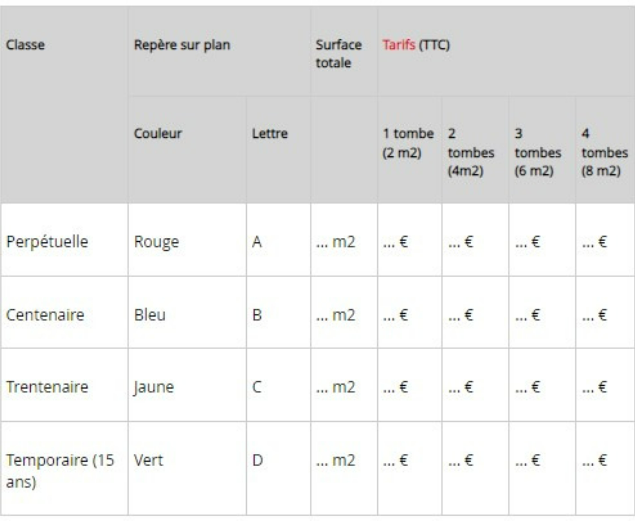 Classe Repère sur plan Surface Tarifs (TTC)
totale
Couleur Lettre 1 tombe 2 3 4
(2 m2) tombes tombes tombes
(4m2) (6 m2) (8 m2)
Perpétuelle Rouge A ... m2 ... € ... € ... € ... €
Centenaire Bleu B ... m2 ... € ... € ... € ... €
Trentenaire Jaune C ... m2 ... € ... € ... € ... €
Temporaire (15 Vert D ... m2 ... € ... € ... € ... €
ans)